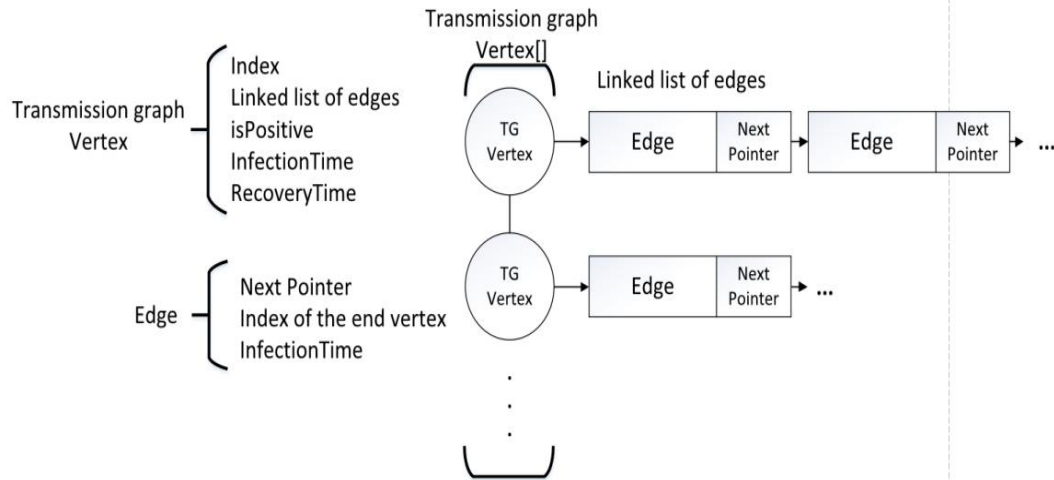 Transmission graph
Vertex
Index
Linked list of edges
isPositive
InfectionTime
RecoveryTime
Edge
Next Pointer
Index of the end vertex
InfectionTime
Transmission graph
Vertex[]
Linked list of edges
TG
Vertex
Edge
Next
Pointer
Edge
Next
Pointer
...
TG
Vertex
Edge
Next
Pointer
...
.
.
.